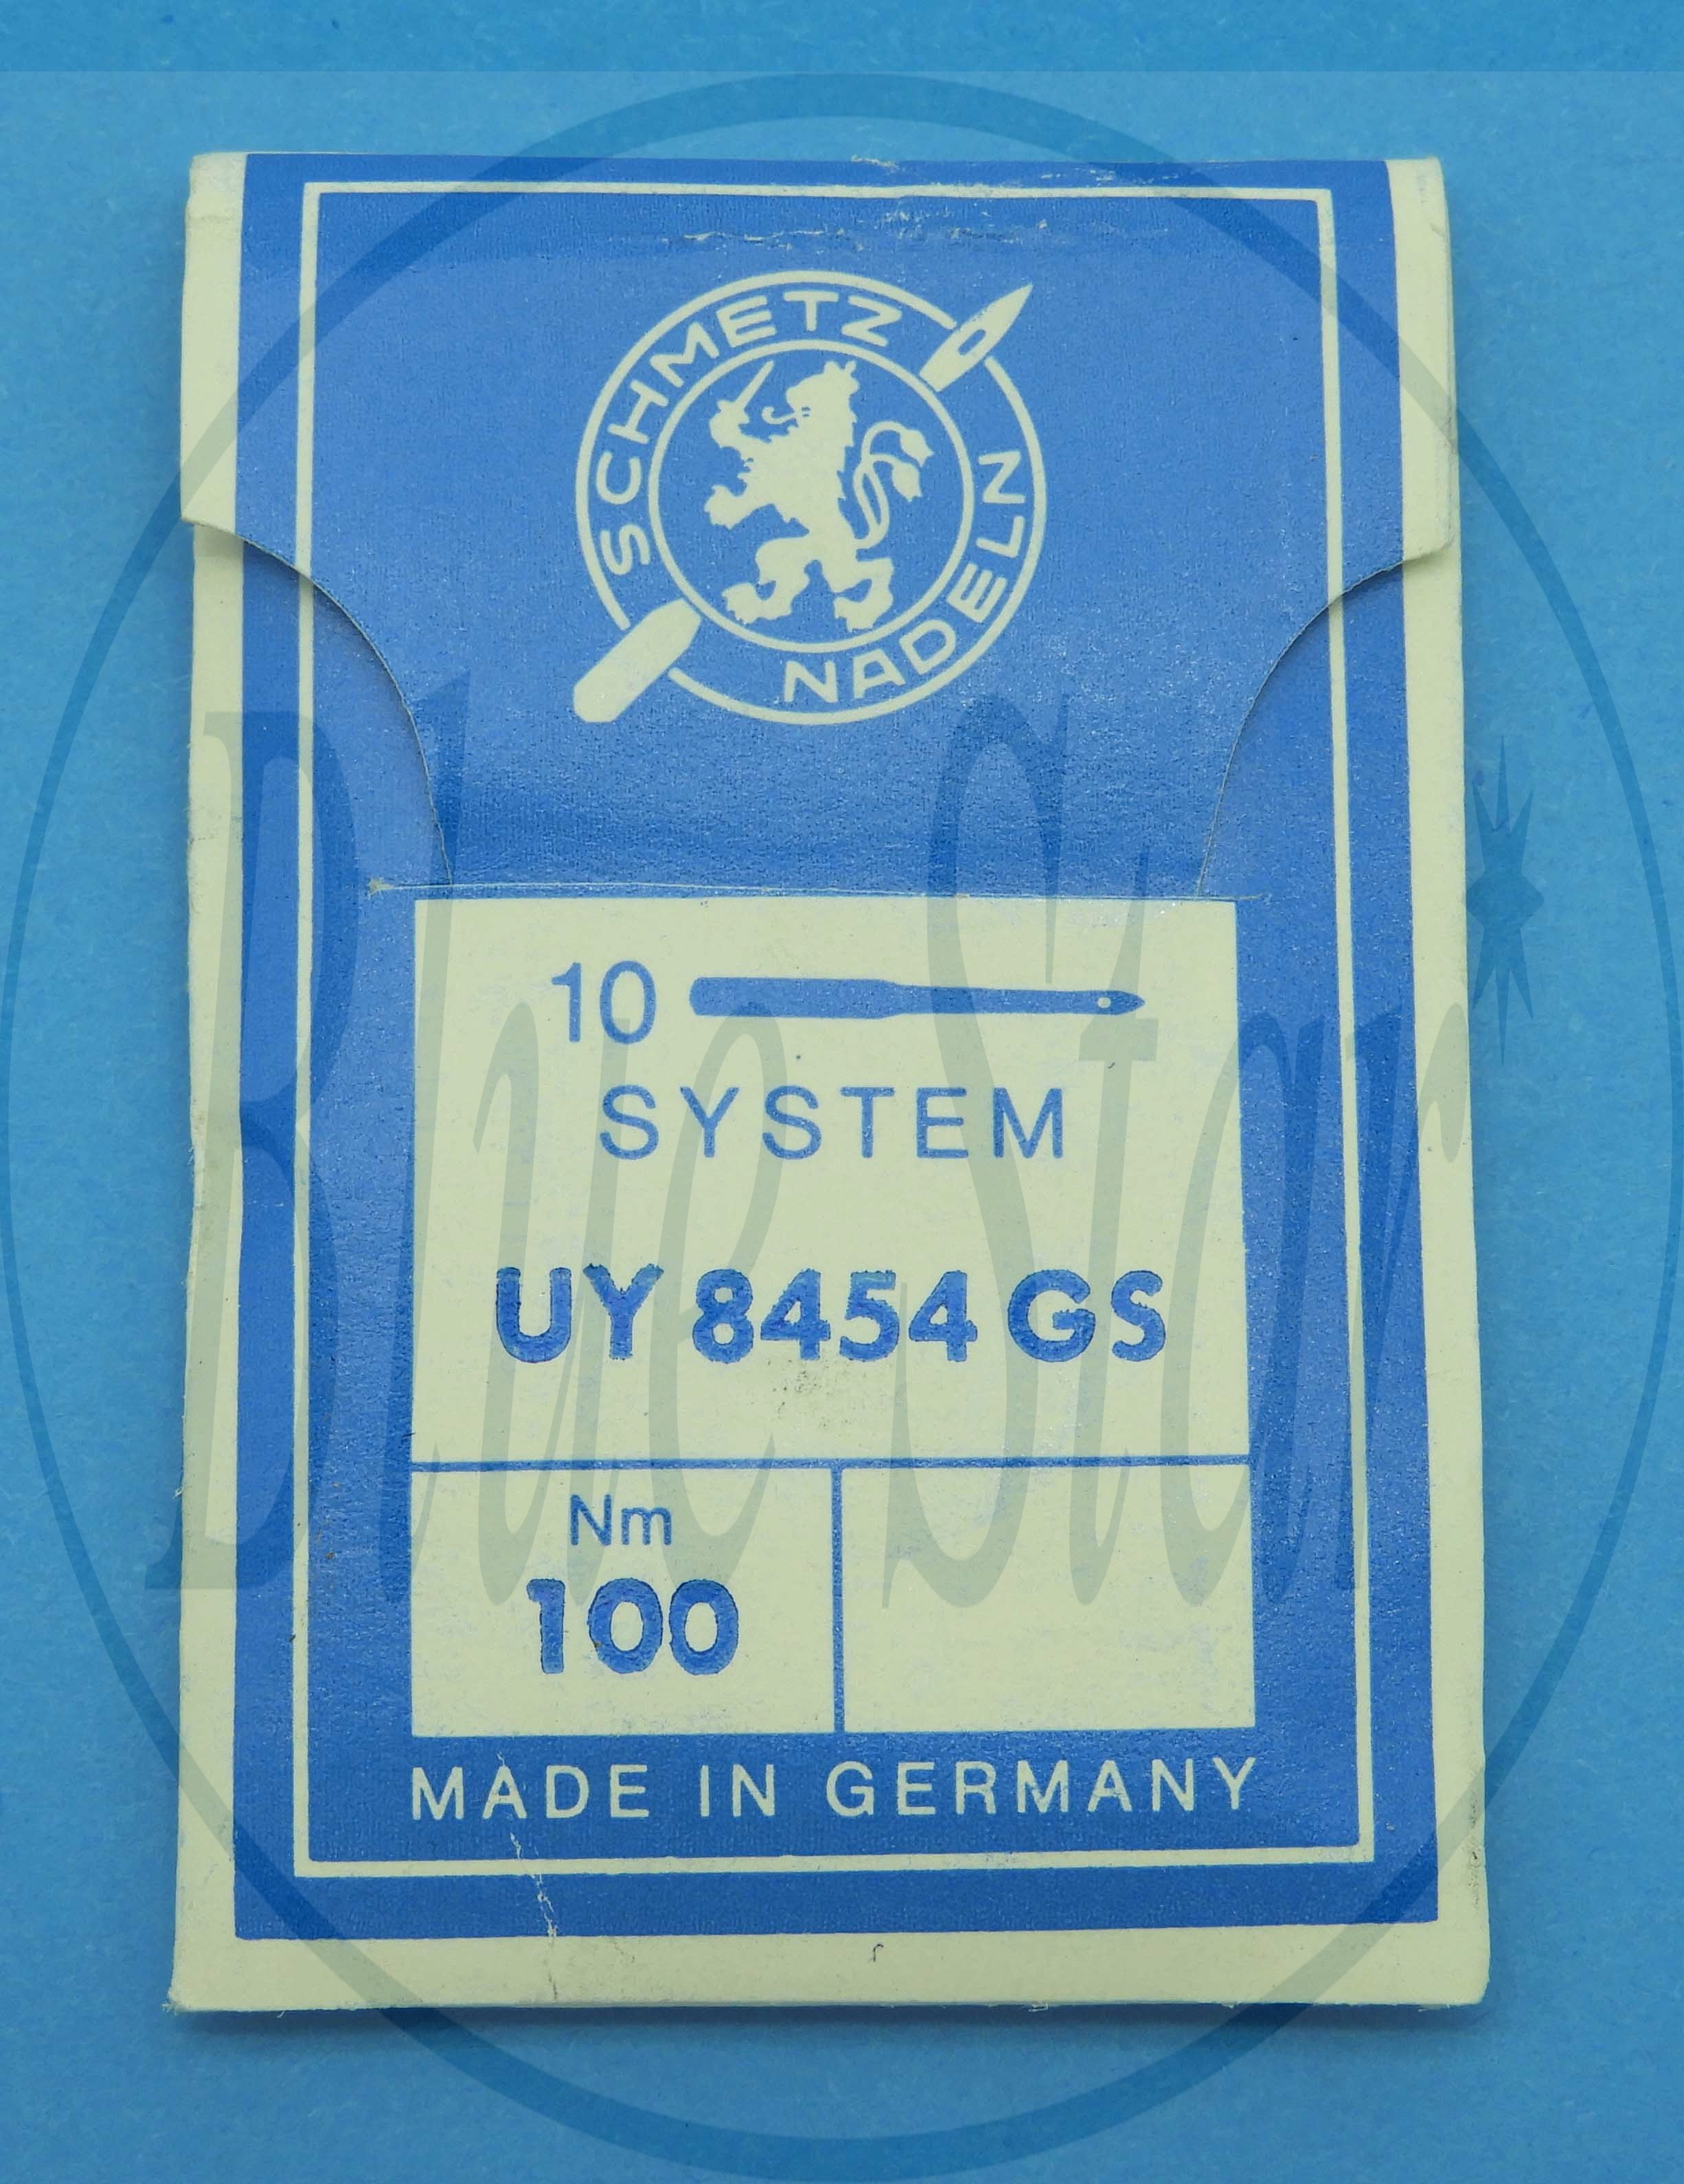 SCHMETZ
NADELN
10
SYSTEM
UY 8454 GS
Nm
100
MADE IN GERMANY
Blue Star